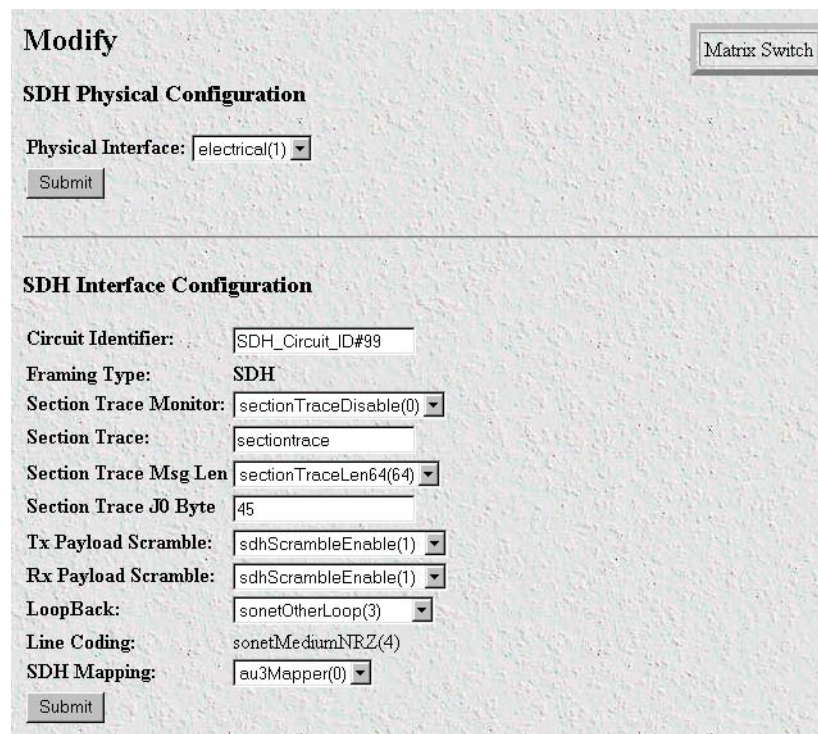 Modify
Matrix Switch
SDH Physical Configuration
Physical Interface: electrical(1)
Submit
SDH Interface Configuration
Circuit Identifier: SDH_Circuit_ID#99
Framing Type: SDH
Section Trace Monitor: sectionTraceDisable(0)
Section Trace: sectiontrace
Section Trace Msg Len sectionTraceLen64(64)
Section Trace J0 Byte 45
Tx Payload Scramble: sdhScrambleEnable(1)
Rx Payload Scramble: sdhScrambleEnable(1)
LoopBack: sonetOtherLoop(3)
Line Coding: sonetMediumNRZ(4)
SDH Mapping: au3Mapper(0)
Submit